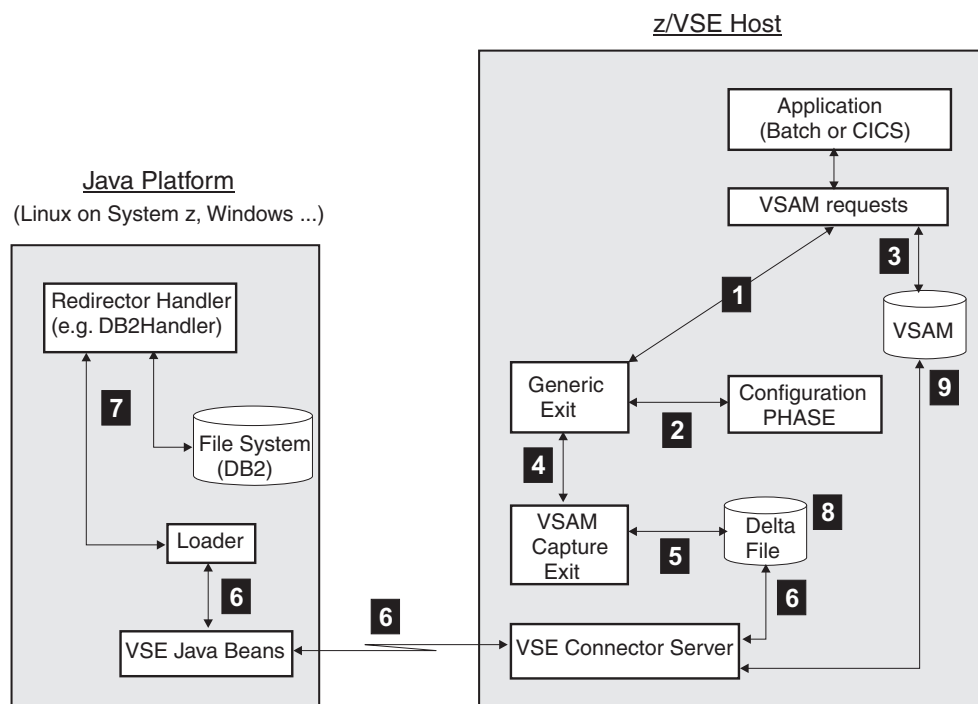 z/VSE Host
Application
(Batch or CICS)
Java Platform
(Linux on System z, Windows ...)
VSAM requests
3
1
Redirector Handler
(e.g. DB2Handler)
VSAM
9
7
Generic
Exit
2
Configuration
PHASE
File System
(DB2)
4
8
VSAM
Capture
Exit
5
Delta
File
Loader
6
6
6
VSE Java Beans
VSE Connector Server